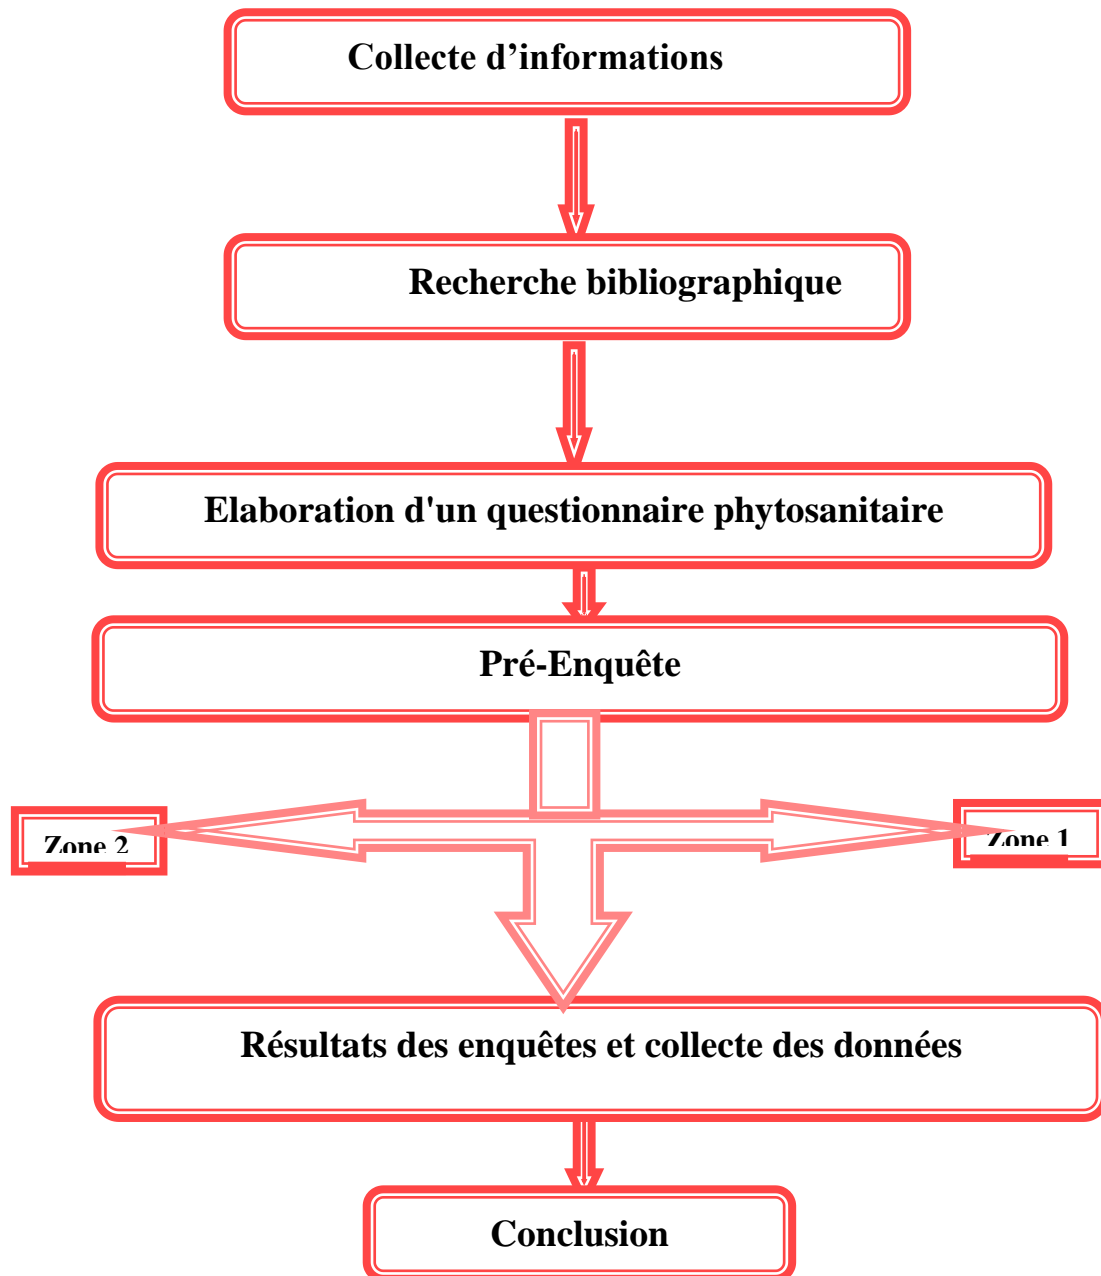 Collecte d’informations
Recherche bibliographique
Elaboration d'un questionnaire phytosanitaire
Pré-Enquête
Zone 2
Zone 1
Résultats des enquêtes et collecte des données
Conclusion